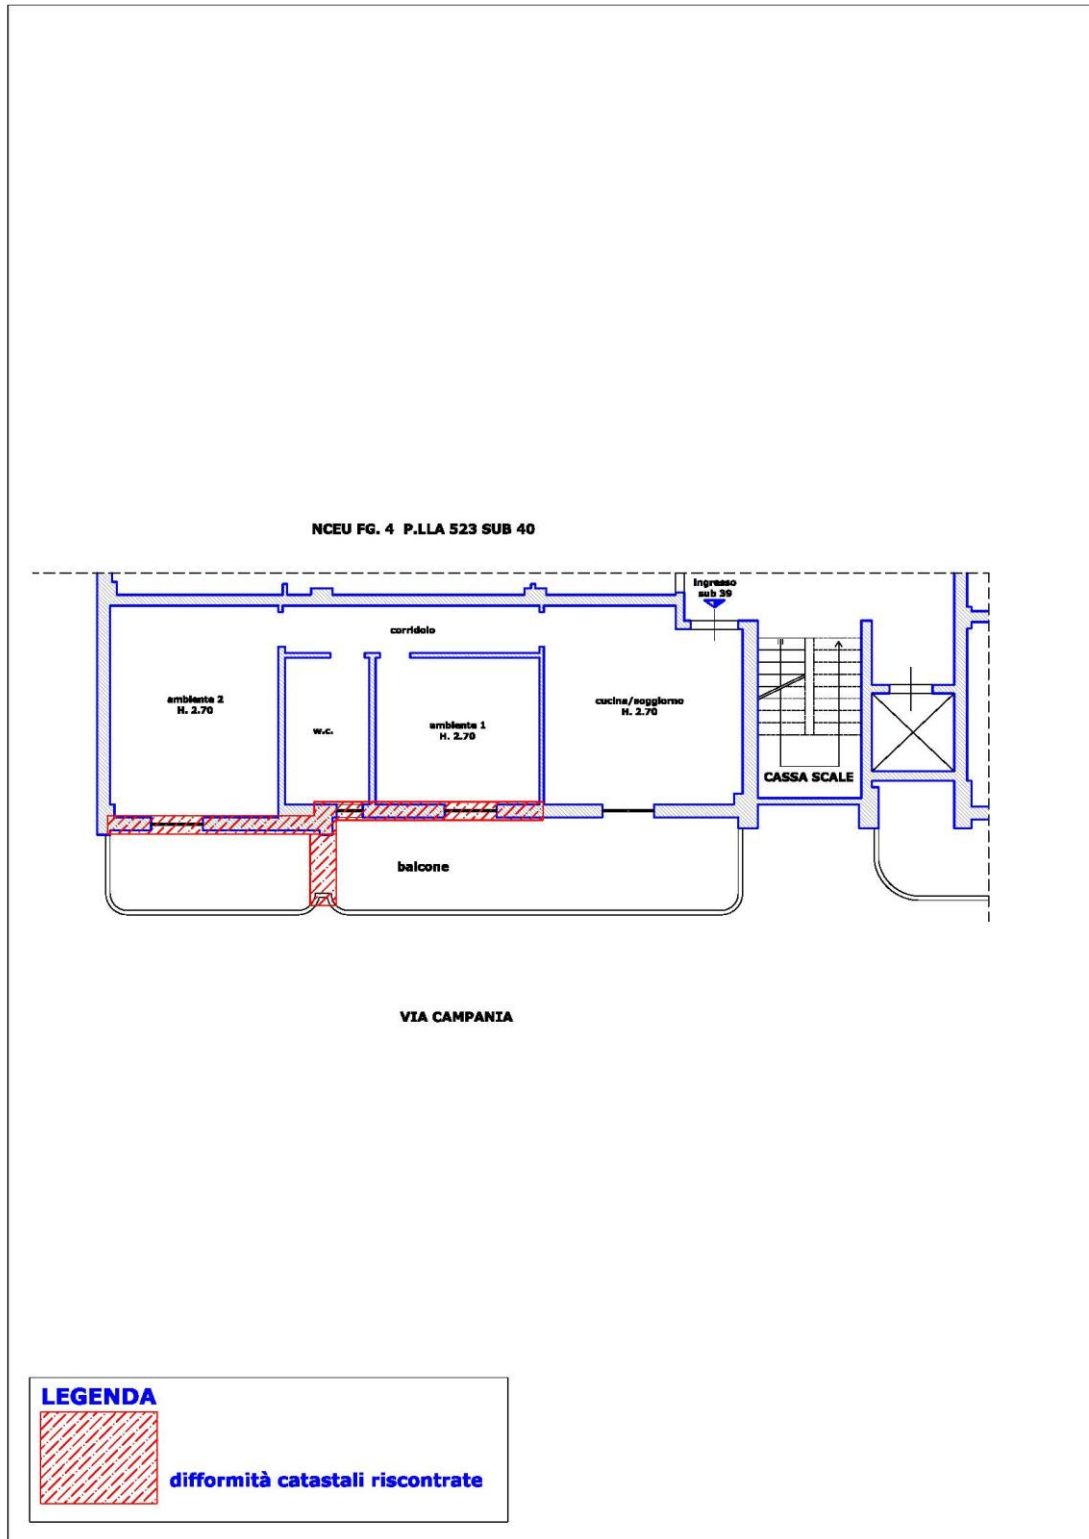 NCEU FG. 4 P.LLA 523 SUB 40
ingresso
sub 39
corridoio
ambiente 2
H. 2.70
w.c.
ambiente 1
H. 2.70
cucina/soggiorno
H. 2.70
CASSA SCALE
balcone
VIA CAMPANIA
LEGENDA
difformità catastali riscontrate